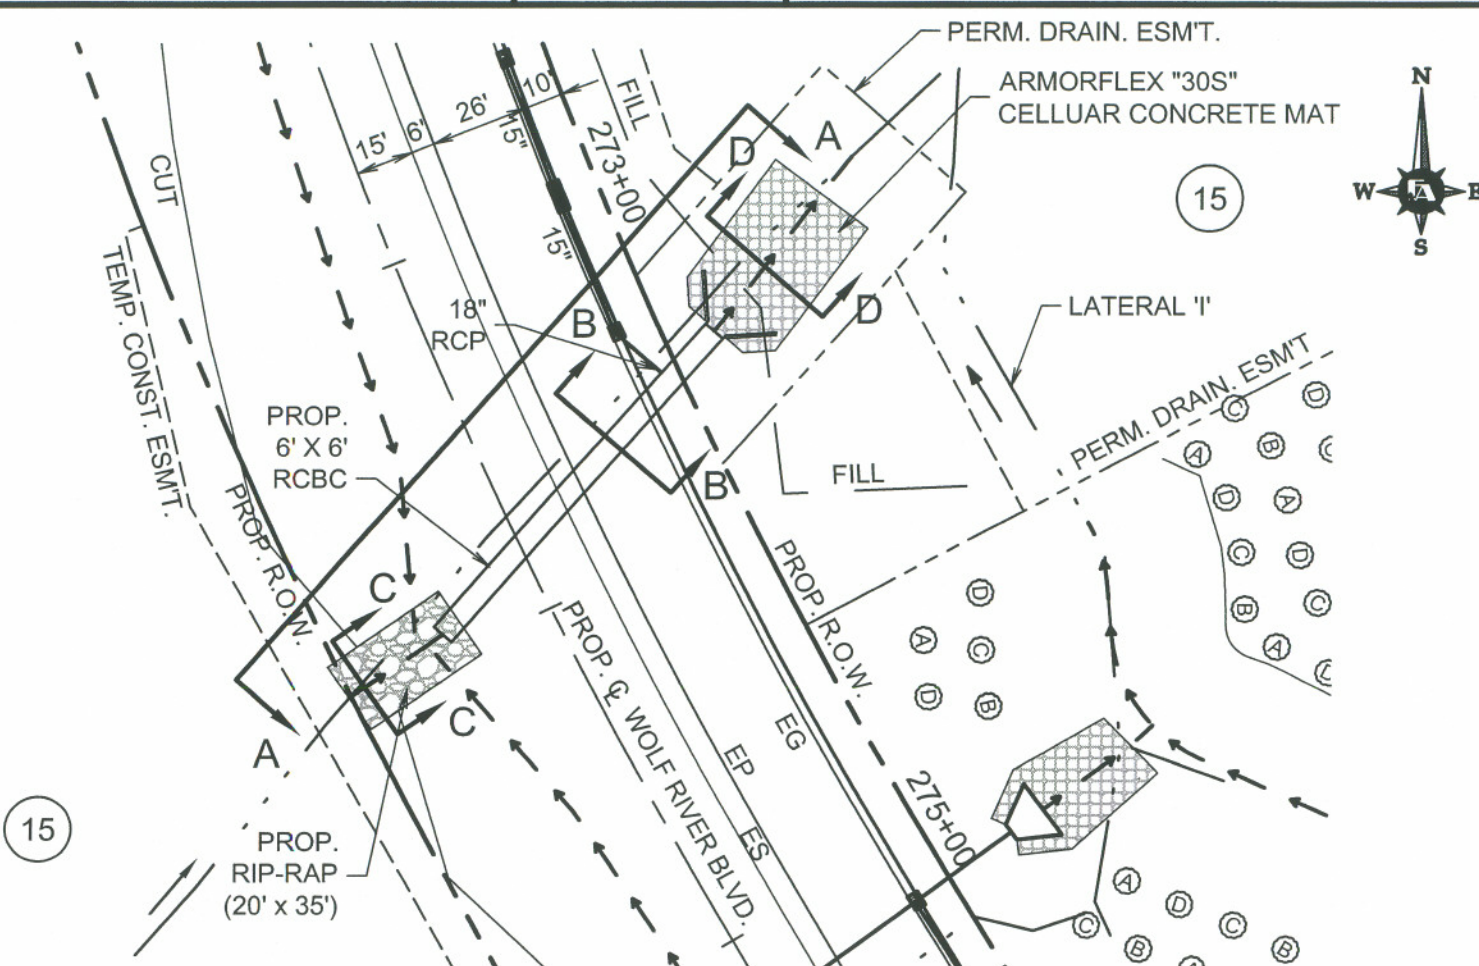 PERM. DRAIN. ESM'T.
ARMORFLEX "30S"
CELLUAR CONCRETE MAT
N
W
E
S
15
10'
26'
6'
15'
FILL
15"
15"
273+00
D
A
CUT
TEMP. CONST. ESM'T.
18"
RCP
B
D
LATERAL 'I'
PROP.
6' X 6'
RCBC
B
FILL
PERM. DRAIN. ESM'T
PROP. R.O.W.
C
PROP. R.O.W.
C
A
PROP. ℄ WOLF RIVER BLVD.
EP
ES
EG
275+00
15
PROP.
RIP-RAP
(20' x 35')
D
C
A
B
C
D
A
C
D
B
C
A
D
A
C
D
B
A
D
C
C
B
B